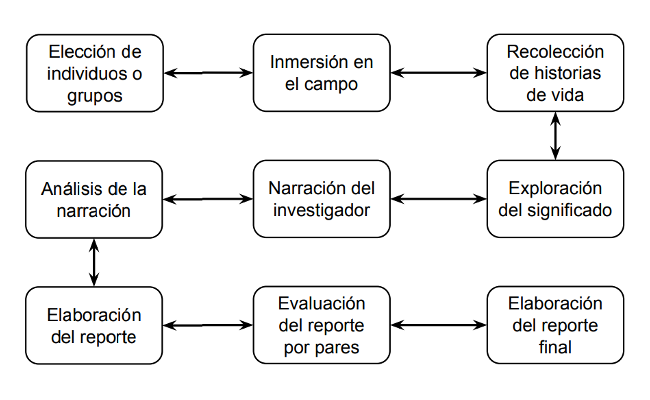 Elección de
individuos o
grupos
Inmersión en
el campo
Recolección
de historias
de vida
Análisis de la
narración
Narración del
investigador
Exploración
del significado
Elaboración
del reporte
Evaluación
del reporte
por pares
Elaboración
del reporte
final